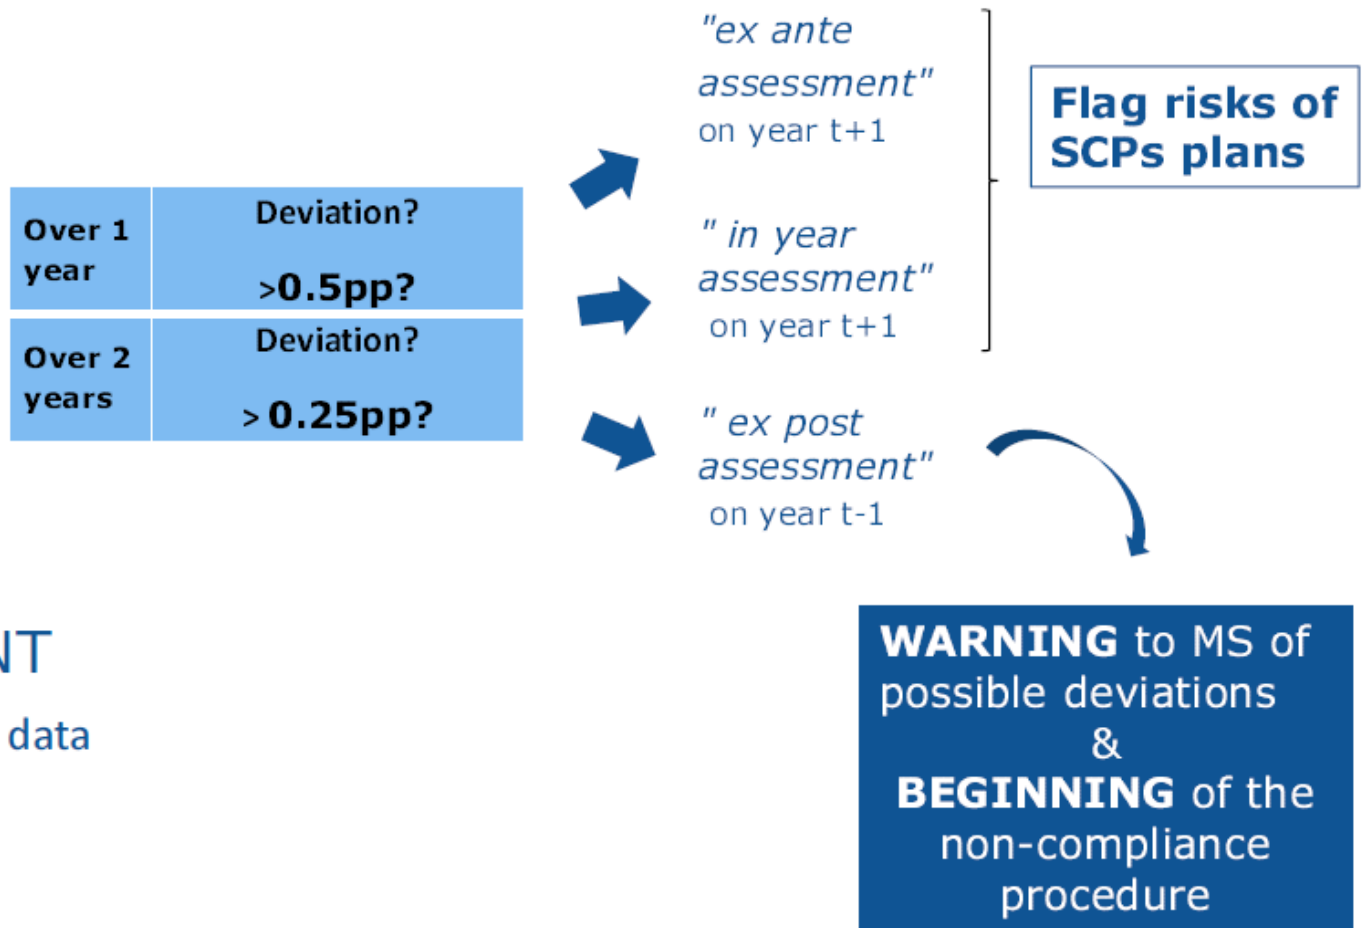 "ex ante
assessment"
on year t+1
Flag risks of
SCPs plans
Over 1
year
Deviation?
>0.5pp?
" in year
assessment"
on year t+1
Over 2
years
Deviation?
> 0.25pp?
" ex post
assessment"
on year t-1
NT
data
WARNING to MS of
possible deviations
&
BEGINNING of the
non-compliance
procedure